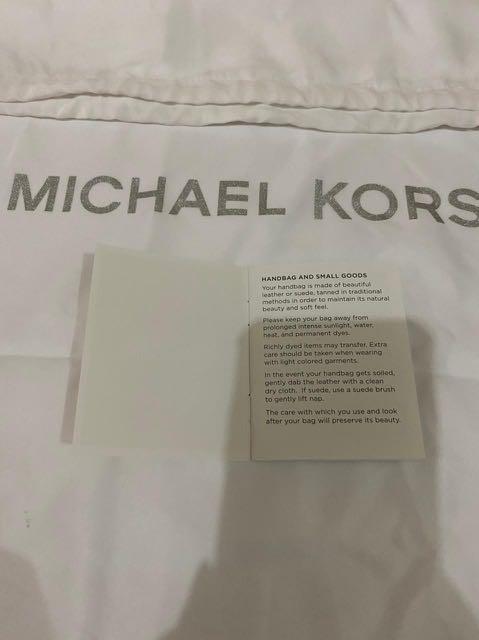 MICHAEL KORS
HANDBAG AND SMALL GOODS
Your handbag is made of beautiful
leather or suede, tanned in traditional
methods in order to maintain its natural
beauty and soft feel.
Please keep your bag away from
prolonged intense sunlight, water,
heat, and permanent dyes.
Richly dyed items may transfer. Extra
care should be taken when wearing
with light colored garments.
In the event your handbag gets soiled,
gently dab the leather with a clean
dry cloth. If suede, use a suede brush
to gently lift nap.
The care with which you use and look
after your bag will preserve its beauty.